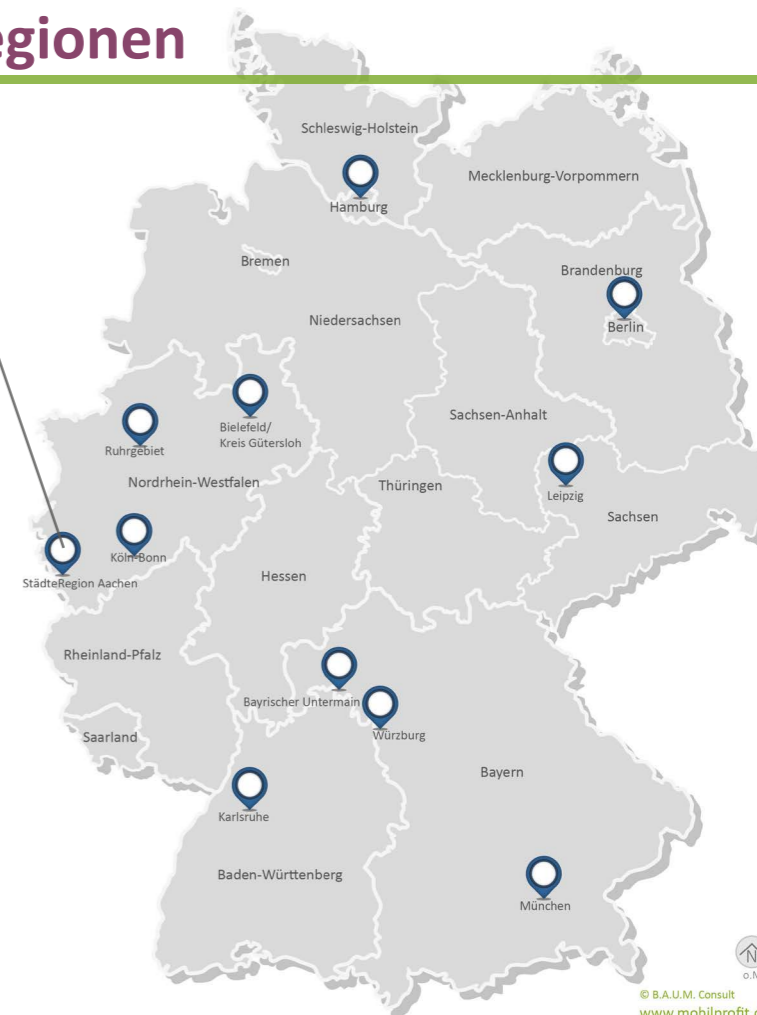 egionen
Schleswig-Holstein
Mecklenburg-Vorpommern
Hamburg
Bremen
Brandenburg
Berlin
Niedersachsen
Sachsen-Anhalt
Bielefeld/
Kreis Gütersloh
Ruhrgebiet
Nordrhein-Westfalen
Thüringen
Leipzig
Sachsen
Köln-Bonn
StädteRegion Aachen
Hessen
Rheinland-Pfalz
Bayrischer Untermain
Würzburg
Saarland
Bayern
Karlsruhe
Baden-Württenberg
München
N
o.M
© B.A.U.M. Consult
www.mobilprofit.d